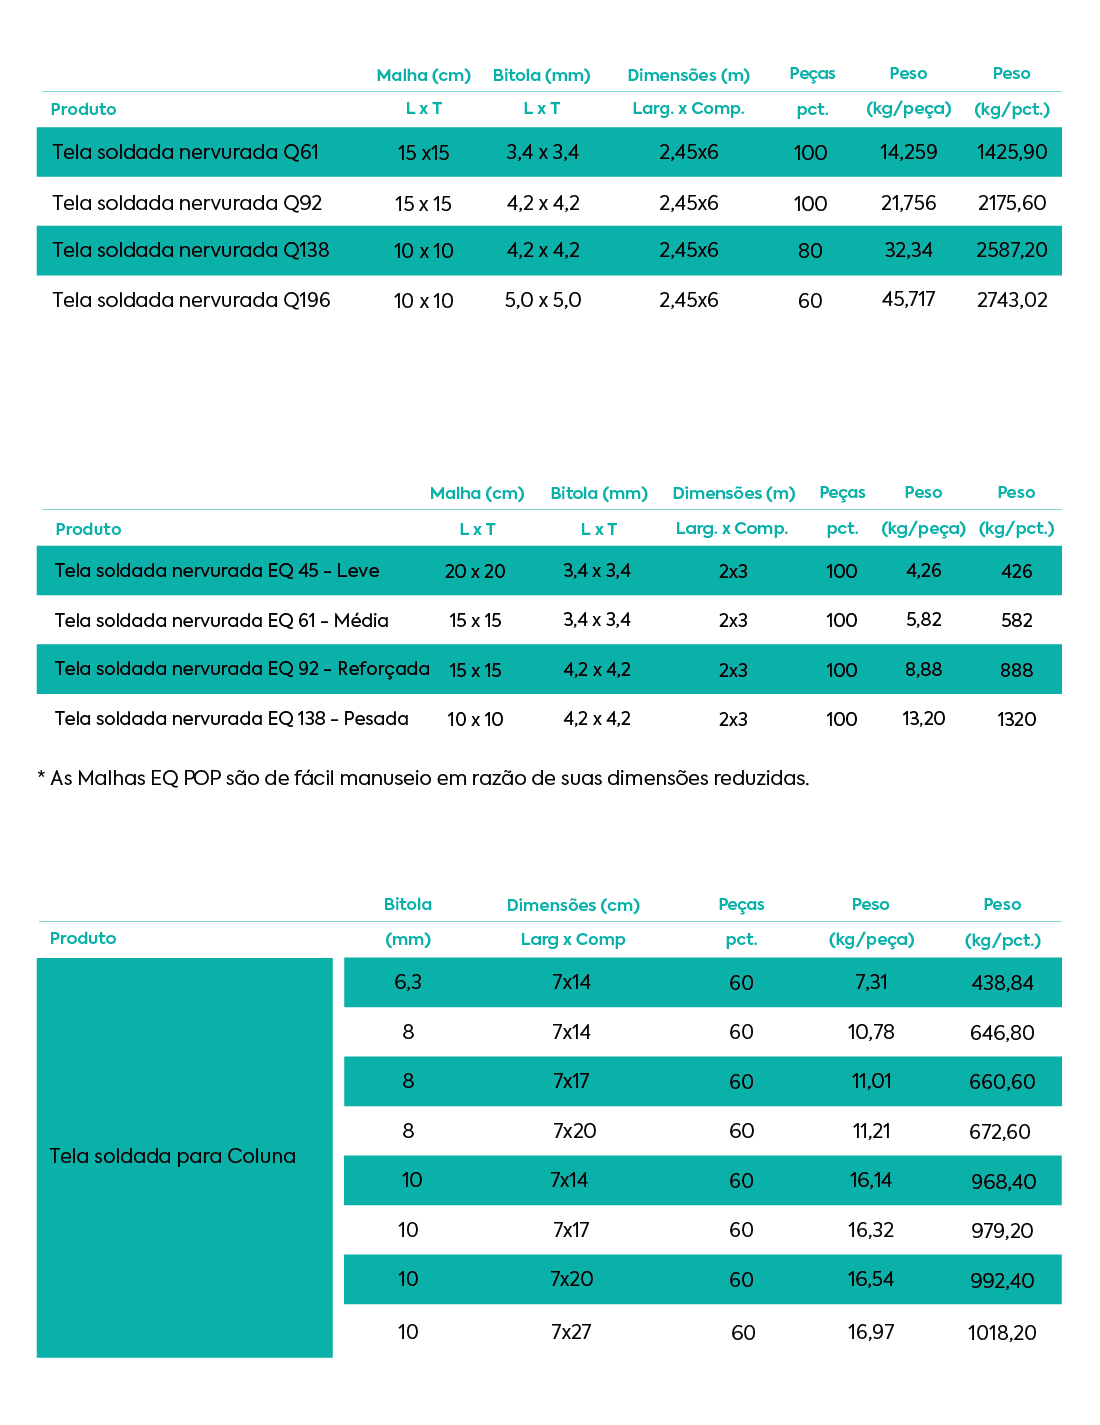 Malha (cm) Bitola (mm) Dimensões (m) Peças Peso Peso
Produto L x T L x T Larg. x Comp. pct. (kg/peça) (kg/pct.)
Tela soldada nervurada Q61 15 x15 3,4 x 3,4 2,45x6 100 14,259 1425,90
Tela soldada nervurada Q92 15 x 15 4,2 x 4,2 2,45x6 100 21,756 2175,60
Tela soldada nervurada Q138 10 x 10 4,2 x 4,2 2,45x6 80 32,34 2587,20
Tela soldada nervurada Q196 10 x 10 5,0 x 5,0 2,45x6 60 45,717 2743,02
Malha (cm) Bitola (mm) Dimensões (m) Peças Peso Peso
Produto L x T L x T Larg. x Comp. pct. (kg/peça) (kg/pct.)
Tela soldada nervurada EQ 45 - Leve 20 x 20 3,4 x 3,4 2x3 100 4,26 426
Tela soldada nervurada EQ 61 - Média 15 x 15 3,4 x 3,4 2x3 100 5,82 582
Tela soldada nervurada EQ 92 - Reforçada 15 x 15 4,2 x 4,2 2x3 100 8,88 888
Tela soldada nervurada EQ 138 - Pesada 10 x 10 4,2 x 4,2 2x3 100 13,20 1320
* As Malhas EQ POP são de fácil manuseio em razão de suas dimensões reduzidas.
Bitola Dimensões (cm) Peças Peso Peso
Produto (mm) Larg x Comp pct. (kg/peça) (kg/pct.)
6,3 7x14 60 7,31 438,84
8 7x14 60 10,78 646,80
8 7x17 60 11,01 660,60
8 7x20 60 11,21 672,60
Tela soldada para Coluna
10 7x14 60 16,14 968,40
10 7x17 60 16,32 979,20
10 7x20 60 16,54 992,40
10 7x27 60 16,97 1018,20